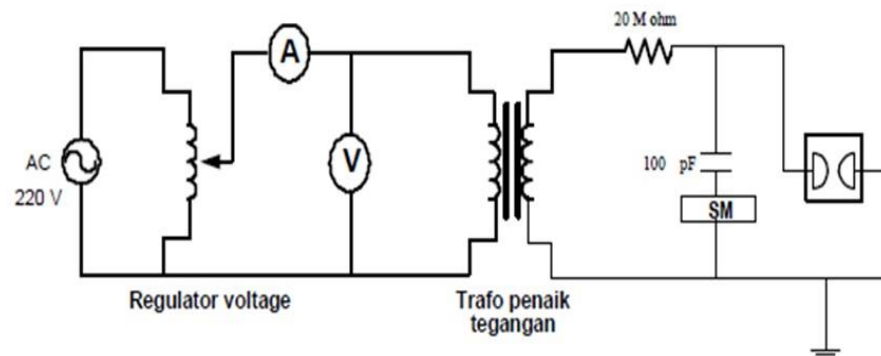 20 M ohm
A
AC
220 V
V
100 pF
SM
Regulator voltage
Trafo penaik
tegangan